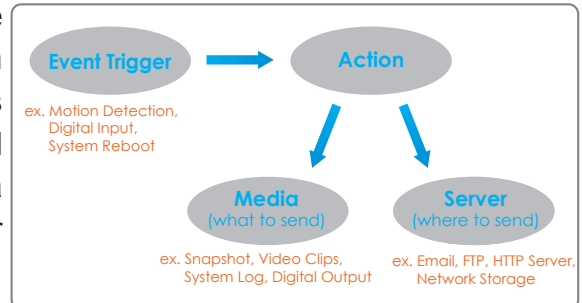 Event Trigger
Action
ex. Motion Detection,
Digital Input,
System Reboot
Media
(what to send)
Server
(where to send)
ex. Snapshot, Video Clips,
System Log, Digital Output
ex. Email, FTP, HTTP Server,
Network Storage